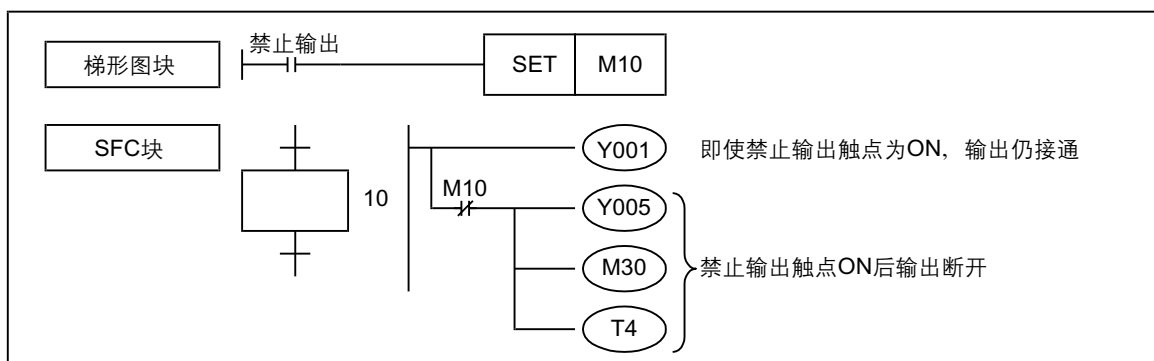 禁止输出
梯形图块
SET M10
SFC块
Y001 即使禁止输出触点为ON，输出仍接通
10
M10
Y005
M30 禁止输出触点ON后输出断开
T4